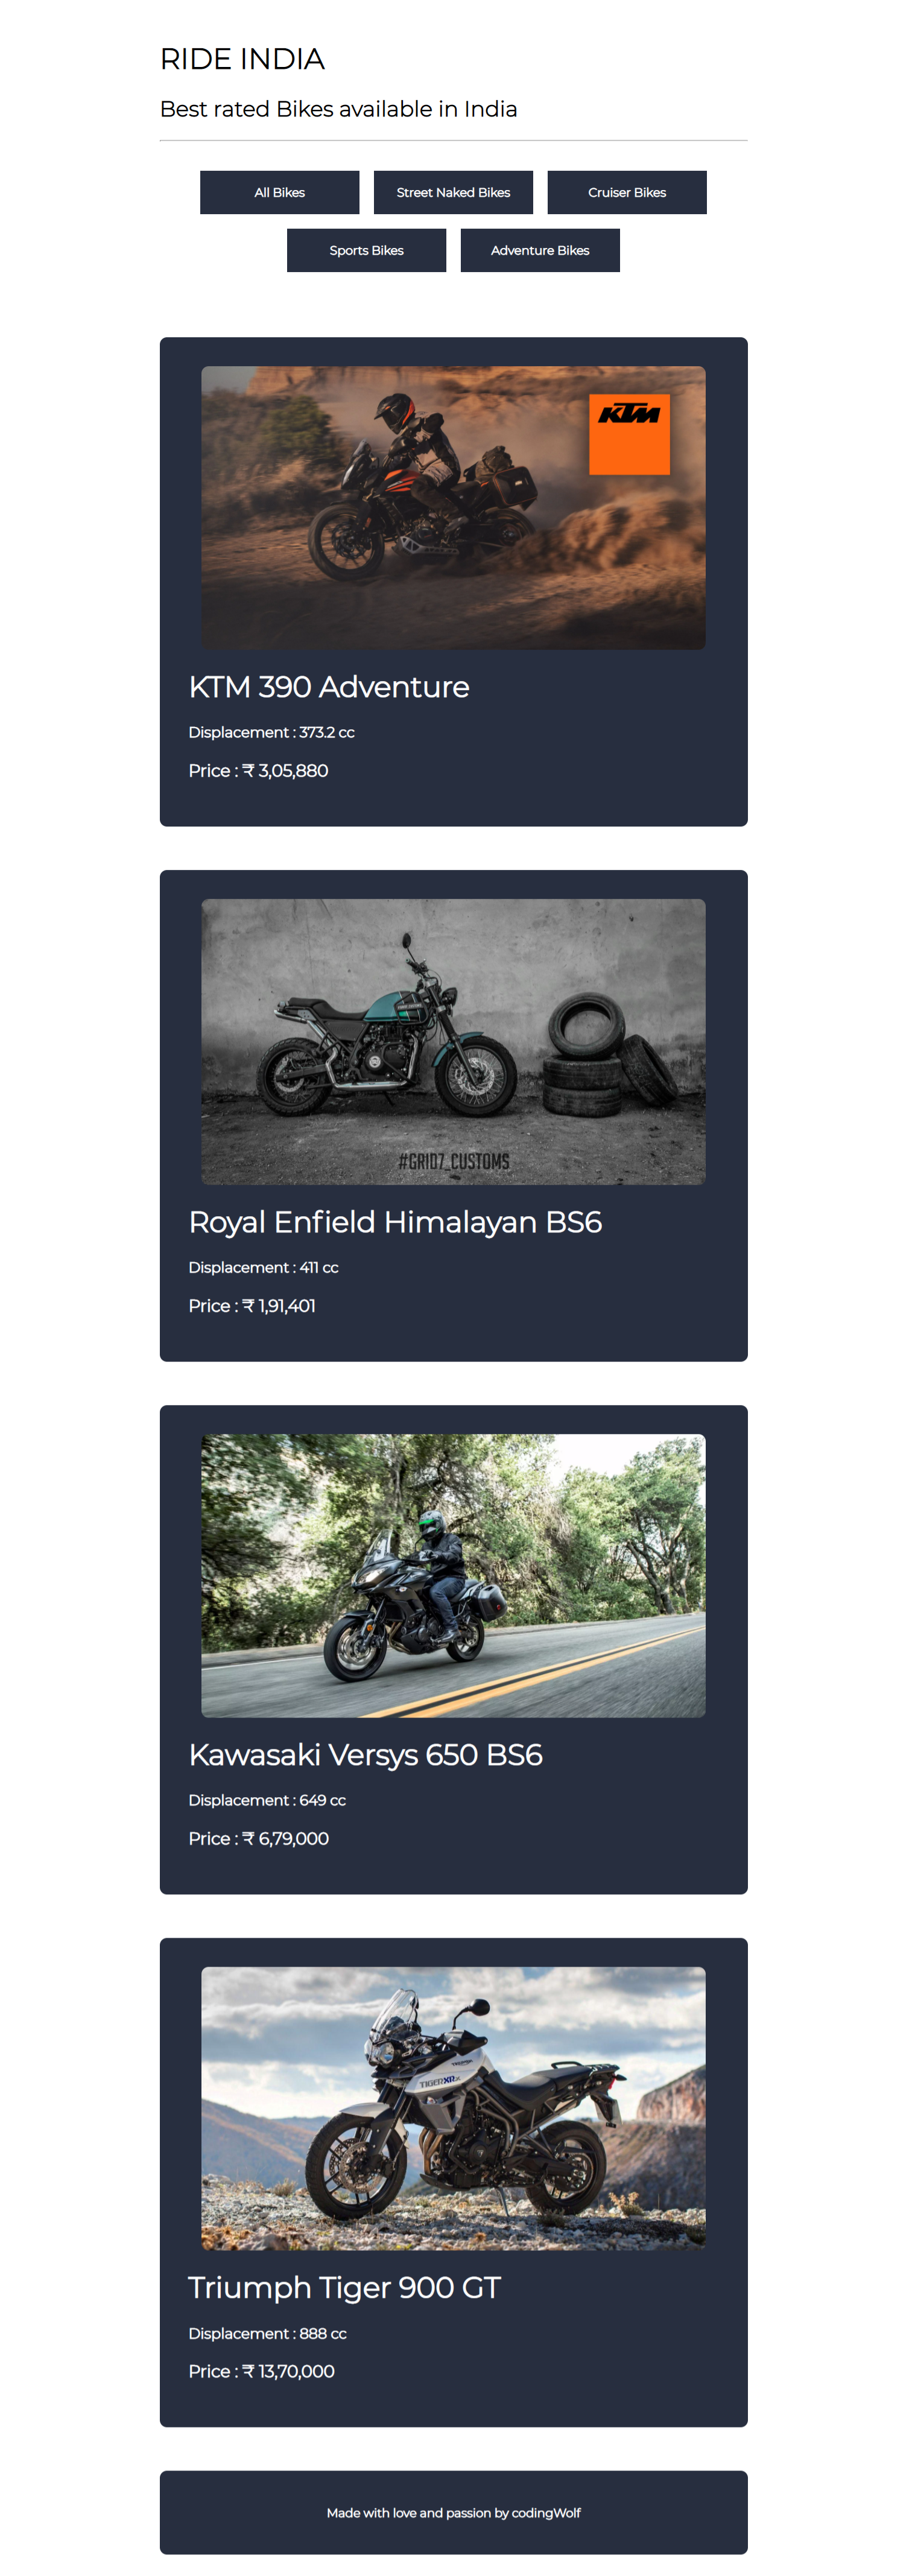 RIDE INDIA
Best rated Bikes available in India
All Bikes
Street Naked Bikes
Cruiser Bikes
Sports Bikes
Adventure Bikes
KTM
KTM 390 Adventure
Displacement : 373.2 cc
Price : ₹ 3,05,880
#GRID7_CUSTOMS
Royal Enfield Himalayan BS6
Displacement : 411 cc
Price : ₹ 1,91,401
Kawasaki Versys 650 BS6
Displacement : 649 cc
Price : ₹ 6,79,000
TIGER XRx
Triumph Tiger 900 GT
Displacement : 888 cc
Price : ₹ 13,70,000
Made with love and passion by codingWolf